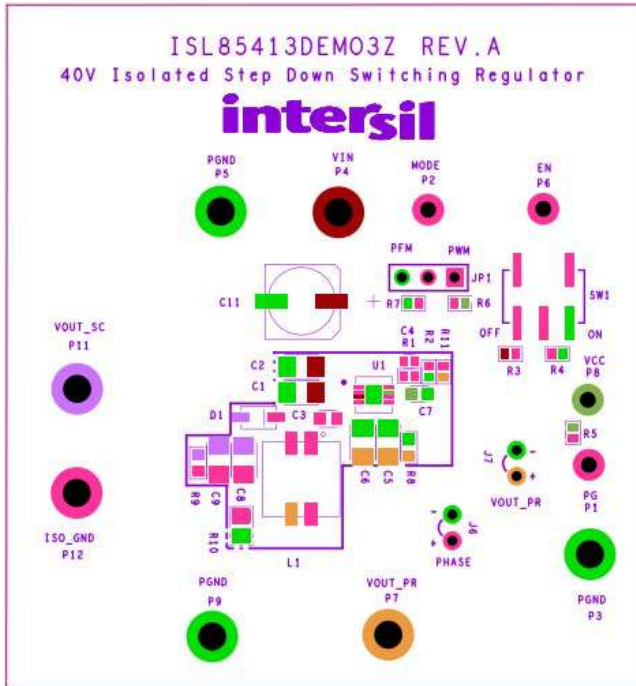 ISL85413DEMO3Z REV.A
40V Isolated Step Down Switching Regulator
intersil
PGND
P5
VIN
P4
MODE
P2
EN
P6
PFM
PWM
JP1
C11
+
R7
R6
SW1
OFF
ON
VOUT_SC
P11
C4
R1
R2
R11
R3
R4
C2
C1
U1
VCC
P8
D1
C3
C7
R5
J7
-
+
VOUT_PR
PG
P1
R9
C9
C8
C6
C5
R8
ISO_GND
P12
R10
L1
J6
-
+
PHASE
PGND
P9
VOUT_PR
P7
PGND
P3